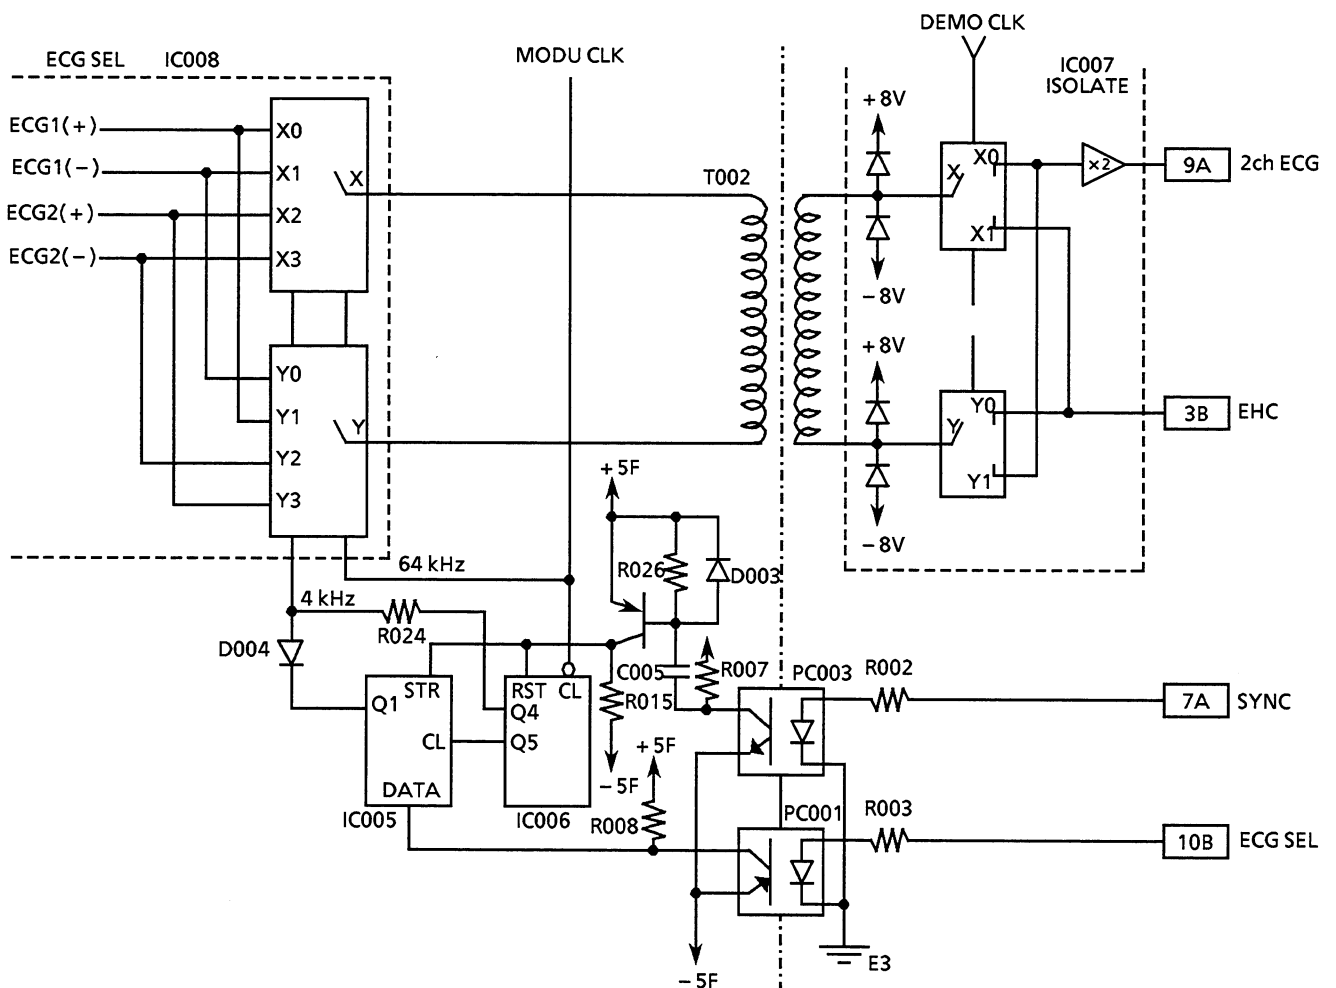 DEMO CLK
ECG SEL IC008
MODU CLK
IC007
ISOLATE
+8V
ECG1(+)
X0
X
X0
×2
9A 2ch ECG
ECG1(−)
X1
X
T002
ECG2(+)
X2
X1
ECG2(−)
X3
−8V
+8V
Y0
Y1
Y
Y0
Y
3B EHC
Y2
+5F
Y1
Y3
−8V
64 kHz
R026
D003
4 kHz
R024
D004
C005
R007
PC003
R002
STR
RST CL
Q1
Q4
R015
7A SYNC
CL
Q5
+5F
−5F
DATA
IC005
IC006
R008
PC001
R003
10B ECG SEL
−5F
E3